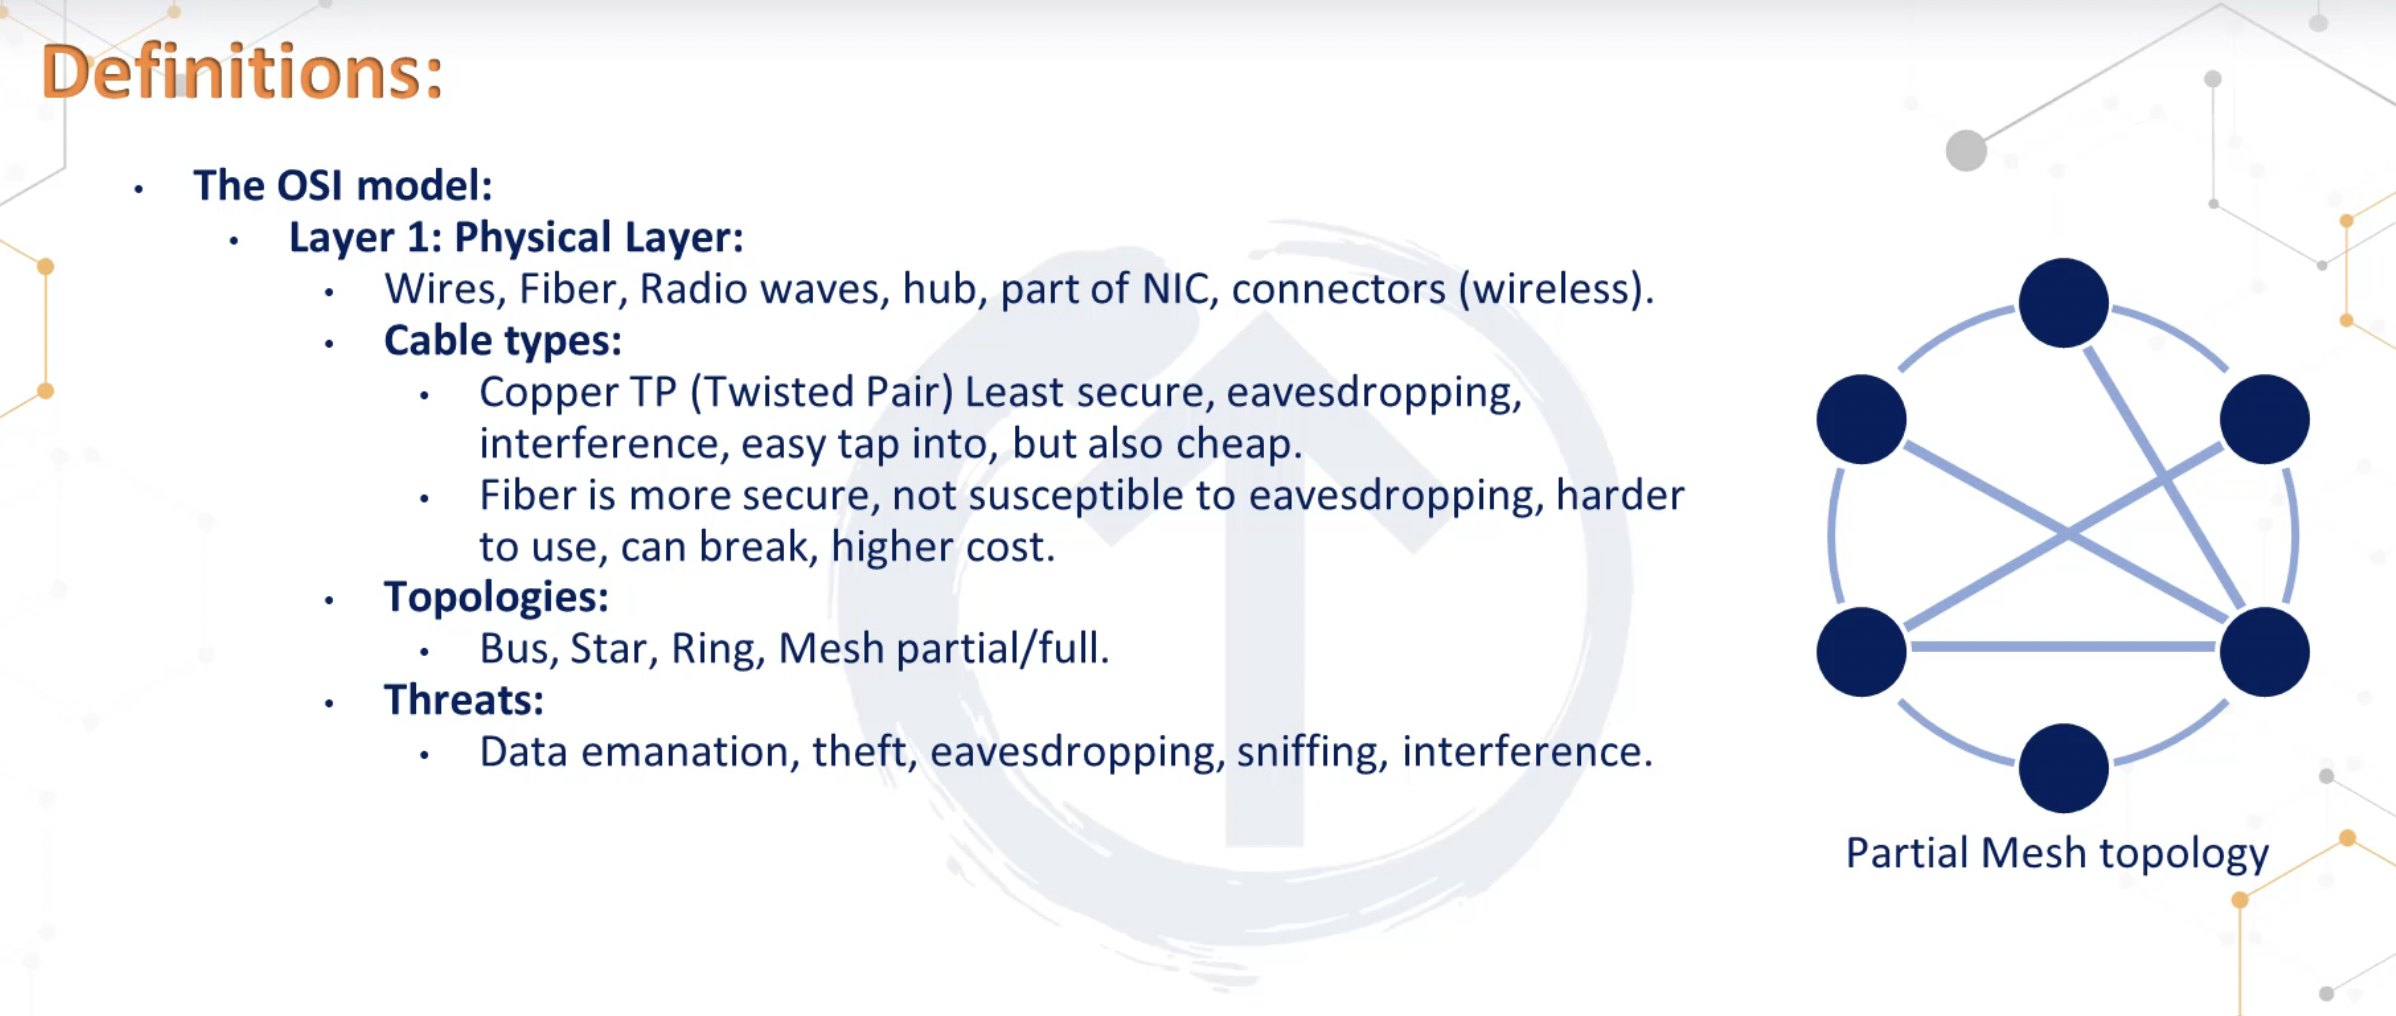 Definitions:
• The OSI model:
• Layer 1: Physical Layer:
• Wires, Fiber, Radio waves, hub, part of NIC, connectors (wireless).
• Cable types:
• Copper TP (Twisted Pair) Least secure, eavesdropping,
interference, easy tap into, but also cheap.
• Fiber is more secure, not susceptible to eavesdropping, harder
to use, can break, higher cost.
• Topologies:
• Bus, Star, Ring, Mesh partial/full.
• Threats:
• Data emanation, theft, eavesdropping, sniffing, interference.
Partial Mesh topology